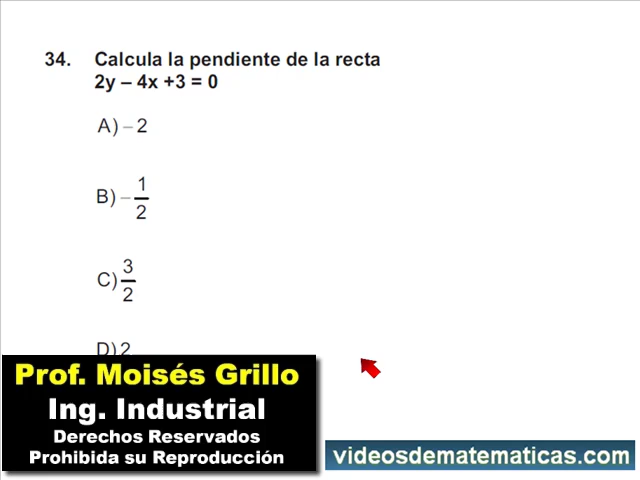 34. Calcula la pendiente de la recta
2y – 4x +3 = 0
A) – 2
B) – 1/2
C) 3/2
D) 2
Prof. Moisés Grillo
Ing. Industrial
Derechos Reservados
Prohibida su Reproducción
videosdematematicas.com